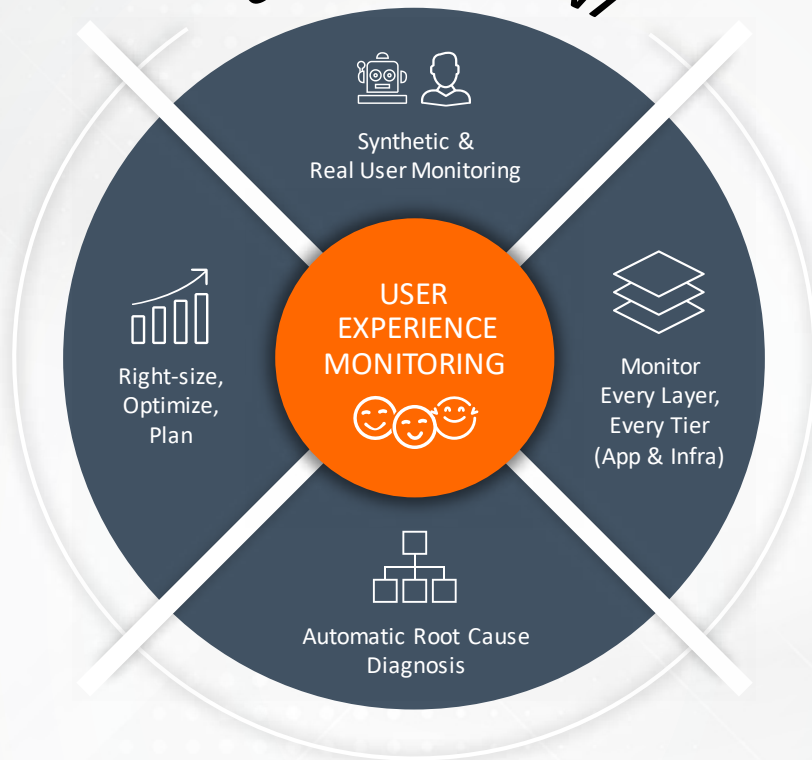 Synthetic &
Real User Monitoring
USER
EXPERIENCE
MONITORING
Right-size,
Optimize,
Plan
Monitor
Every Layer,
Every Tier
(App & Infra)
Automatic Root Cause
Diagnosis